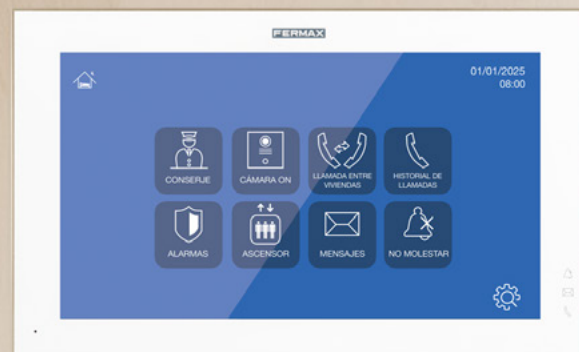 FERMAX
01/01/2025
08:00
CONSERJE
CÁMARA ON
LLAMADA ENTRE
VIVIENDAS
HISTORIAL DE
LLAMADAS
ALARMAS
ASCENSOR
MENSAJES
NO MOLESTAR